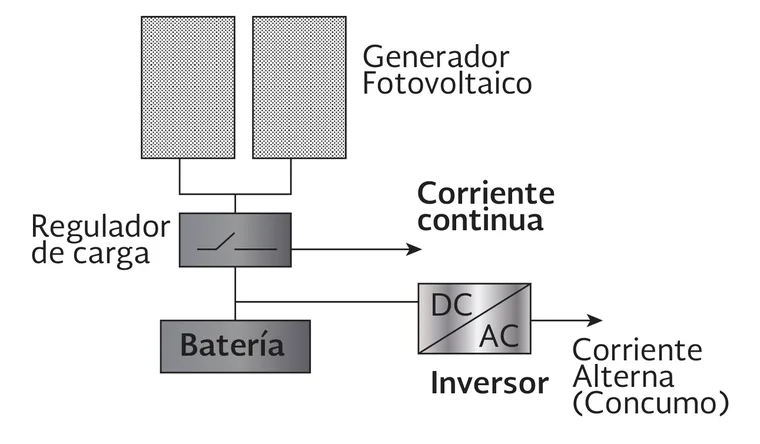 Generador
Fotovoltaico
Corriente
continua
Regulador
de carga
DC
AC
Batería
Inversor
Corriente
Alterna
(Concumo)